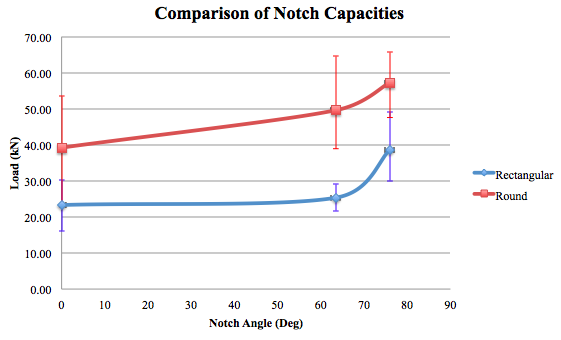 Comparison of Notch Capacities
70.00
60.00
50.00
40.00
30.00
20.00
10.00
0.00
Load (kN)
0 10 20 30 40 50 60 70 80 90
Notch Angle (Deg)
Rectangular
Round